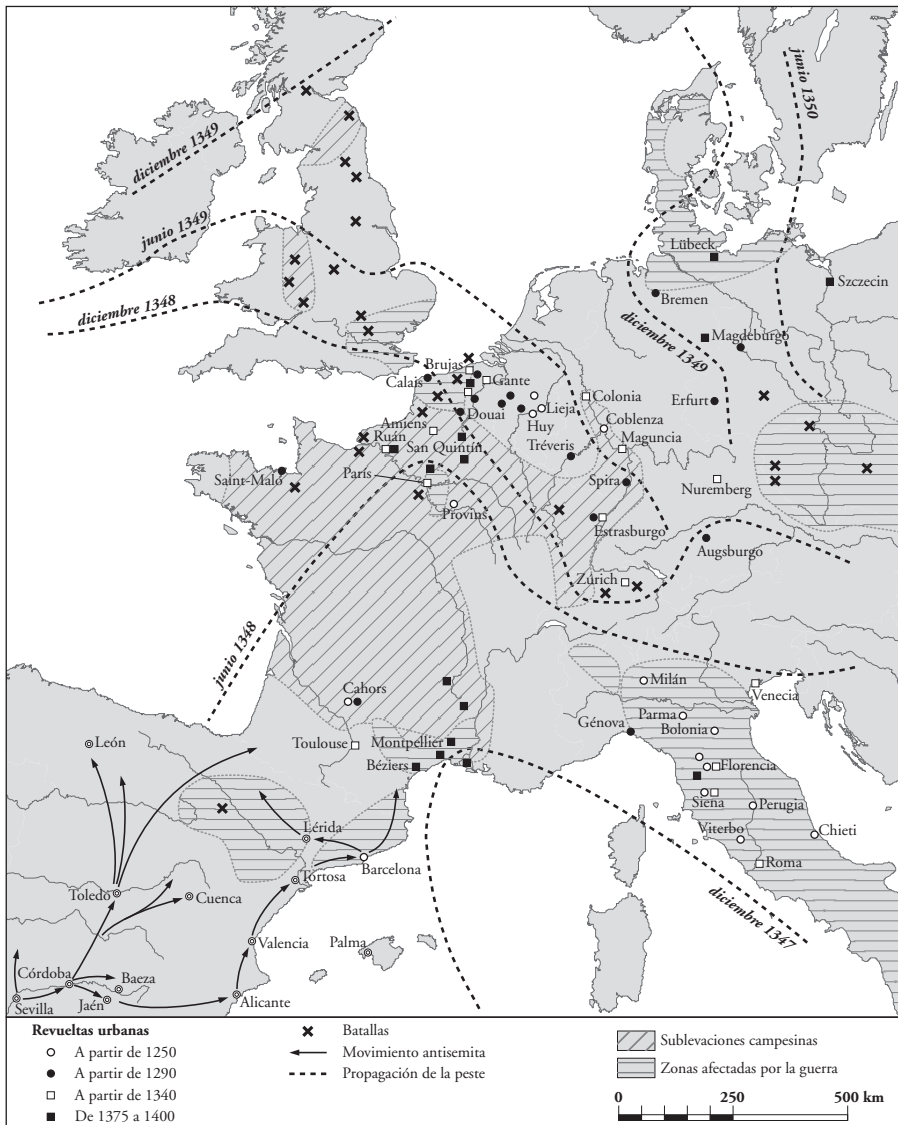 diciembre 1349
junio 1350
junio 1349
diciembre 1348
Lübeck
Szczecin
Bremen
diciembre 1349
Magdeburgo
Brujas
Calais
Gante
Colonia
Erfurt
Douai
Lieja
Coblenza
Amiens
Huy
Ruán
Tréveris
Maguncia
San Quintín
Saint-Malo
París
Spira
Nuremberg
Provins
Estrasburgo
Augsburgo
Zúrich
junio 1348
Milán
Venecia
Cahors
Parma
Génova
Bolonia
León
Toulouse
Montpellier
Béziers
Florencia
Siena
Perugia
Lérida
Viterbo
Chieti
Barcelona
Roma
Toledo
Cuenca
Tortosa
diciembre 1347
Valencia
Palma
Córdoba
Baeza
Sevilla
Jaén
Alicante
Revueltas urbanas
A partir de 1250
A partir de 1290
A partir de 1340
De 1375 a 1400
Batallas
Movimiento antisemita
Propagación de la peste
Sublevaciones campesinas
Zonas afectadas por la guerra
0 250 500 km